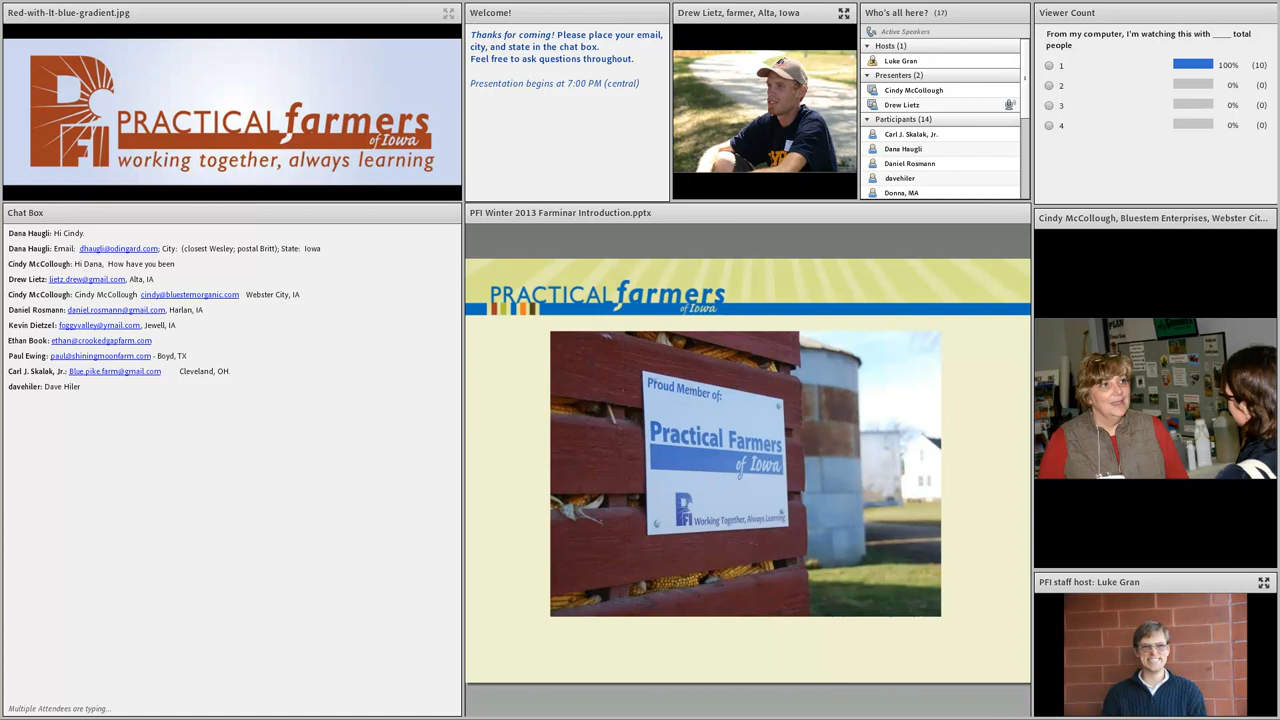 Red-with-lt-blue-gradient.jpg
PFI
PRACTICAL farmers
of Iowa
working together, always learning
Welcome!
Thanks for coming! Please place your email,
city, and state in the chat box.
Feel free to ask questions throughout.
Presentation begins at 7:00 PM (central)
Drew Lietz, farmer, Alta, Iowa
Who's all here? (17)
Active Speakers
Hosts (1)
Luke Gran
Presenters (2)
Cindy McCollough
Drew Lietz
Participants (14)
Carl J. Skalak, Jr.
Dana Haugli
Daniel Rosmann
davehiler
Donna, MA
Viewer Count
From my computer, I'm watching this with ____ total
people
1 100% (10)
2 0% (0)
3 0% (0)
4 0% (0)
Chat Box
Dana Haugli: Hi Cindy.
Dana Haugli: Email: dhaugli@odingard.com; City: (closest Wesley; postal Britt); State: Iowa
Cindy McCollough: Hi Dana, How have you been
Drew Lietz: lietz.drew@gmail.com, Alta, IA
Cindy McCollough: Cindy McCollough cindy@bluestemorganic.com Webster City, IA
Daniel Rosmann: daniel.rosmann@gmail.com, Harlan, IA
Kevin Dietzel: foggyvalley@ymail.com, Jewell, IA
Ethan Book: ethan@crookedgapfarm.com
Paul Ewing: paul@shiningmoonfarm.com - Boyd, TX
Carl J. Skalak, Jr.: Blue.pike.farm@gmail.com Cleveland, OH.
davehiler: Dave Hiler
Multiple Attendees are typing...
PFI Winter 2013 Farminar Introduction.pptx
PRACTICAL farmers
of Iowa
Proud Member of:
Practical Farmers
of Iowa
PFI
Working Together, Always Learning
Cindy McCollough, Bluestem Enterprises, Webster Cit...
PLAN
PFI staff host: Luke Gran